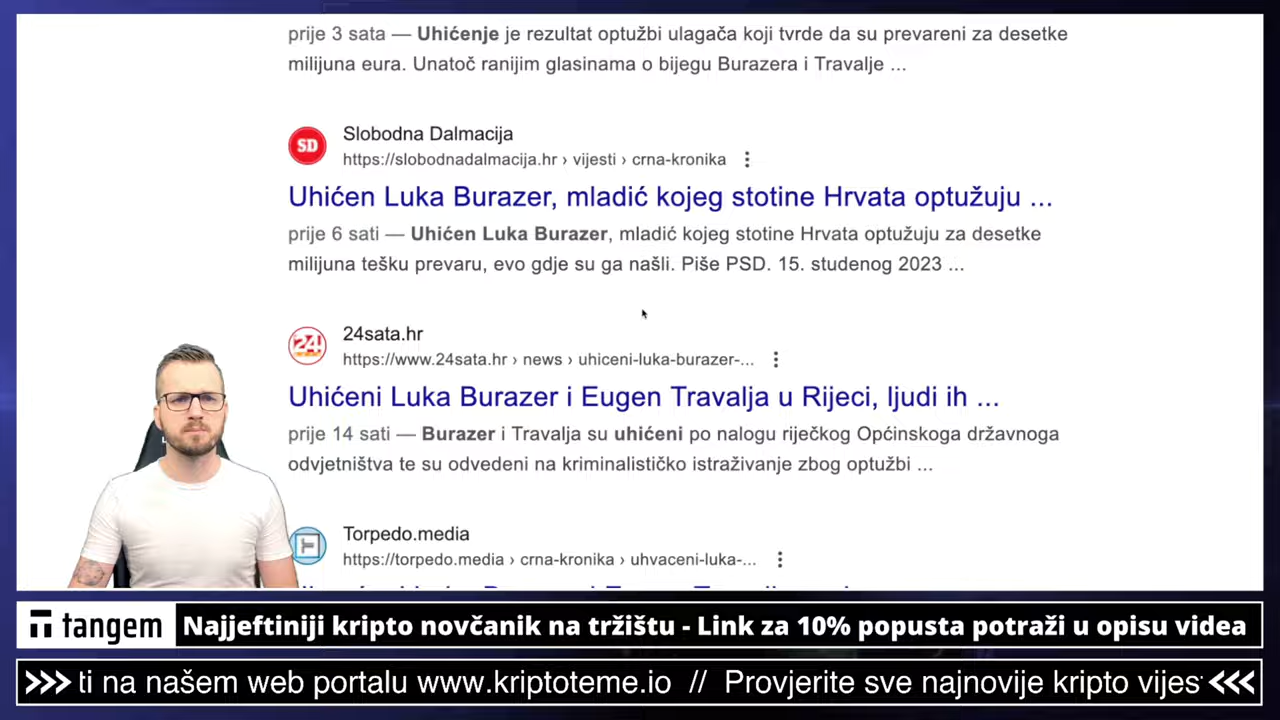 prije 3 sata — Uhićenje je rezultat optužbi ulagača koji tvrde da su prevareni za desetke
milijuna eura. Unatoč ranijim glasinama o bijegu Burazera i Travalje ...
SD
Slobodna Dalmacija
https://slobodnadalmacija.hr › vijesti › crna-kronika
Uhićen Luka Burazer, mladić kojeg stotine Hrvata optužuju ...
prije 6 sati — Uhićen Luka Burazer, mladić kojeg stotine Hrvata optužuju za desetke
milijuna tešku prevaru, evo gdje su ga našli. Piše PSD. 15. studenog 2023 ...
24
24sata.hr
https://www.24sata.hr › news › uhiceni-luka-burazer-...
Uhićeni Luka Burazer i Eugen Travalja u Rijeci, ljudi ih ...
prije 14 sati — Burazer i Travalja su uhićeni po nalogu riječkog Općinskoga državnoga
odvjetništva te su odvedeni na kriminalističko istraživanje zbog optužbi ...
Torpedo.media
https://torpedo.media › crna-kronika › uhvaceni-luka-...
tangem Najjeftiniji kripto novčanik na tržištu - Link za 10% popusta potraži u opisu videa
>>> ti na našem web portalu www.kriptoteme.io // Provjerite sve najnovije kripto vijes <<<